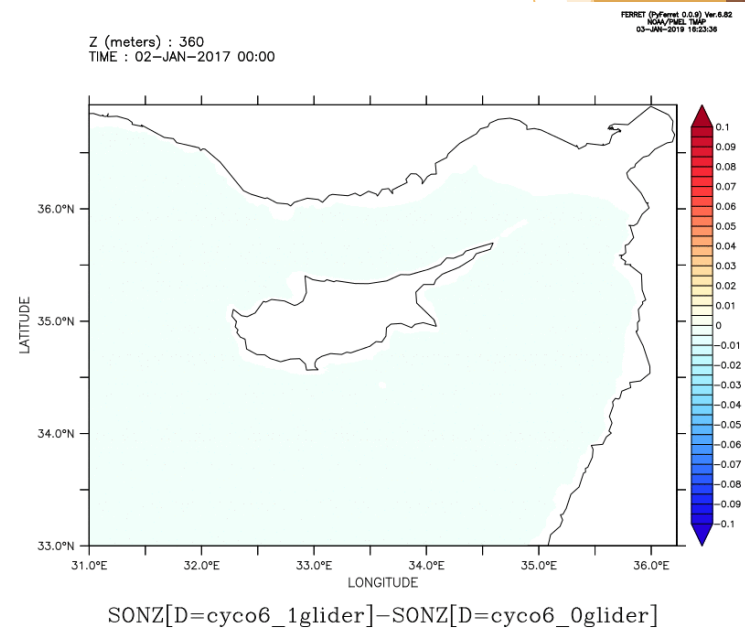 FERRET (PyFerret 0.0.9) Ver.6.82
NOAA/PMEL TMAP
03-JAN-2019 16:23:36
Z (meters) : 360
TIME : 02-JAN-2017 00:00
0.1
0.09
0.08
0.07
0.06
0.05
0.04
0.03
0.02
0.01
0
-0.01
-0.02
-0.03
-0.04
-0.05
-0.06
-0.07
-0.08
-0.09
-0.1
36.0°N
35.0°N
34.0°N
33.0°N
LATITUDE
31.0°E 32.0°E 33.0°E 34.0°E 35.0°E 36.0°E
LONGITUDE
SONZ[D=cyco6_1glider]-SONZ[D=cyco6_0glider]